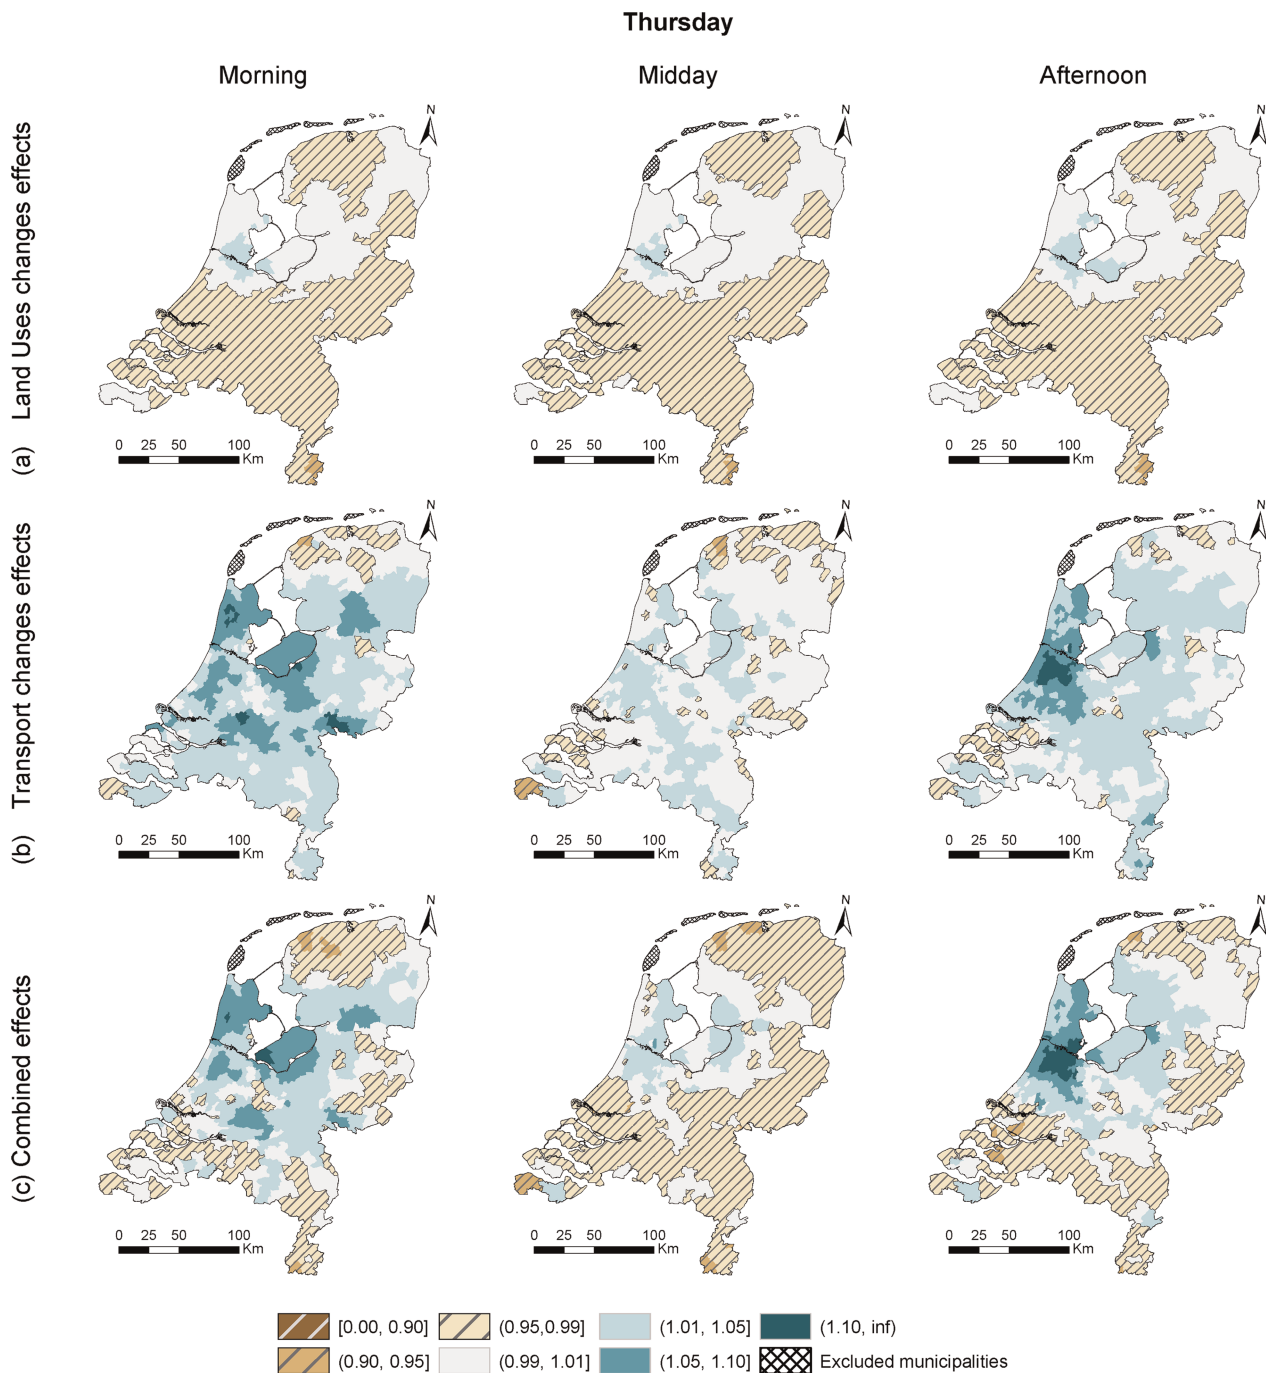 Thursday
Morning Midday Afternoon
(a) Land Uses changes effects
N N N
0 25 50 100 Km 0 25 50 100 Km 0 25 50 100 Km
(b) Transport changes effects
N N N
0 25 50 100 Km 0 25 50 100 Km 0 25 50 100 Km
(c) Combined effects
N N N
0 25 50 100 Km 0 25 50 100 Km 0 25 50 100 Km
[0.00, 0.90] (0.95,0.99] (1.01, 1.05] (1.10, inf)
(0.90, 0.95] (0.99, 1.01] (1.05, 1.10] Excluded municipalities